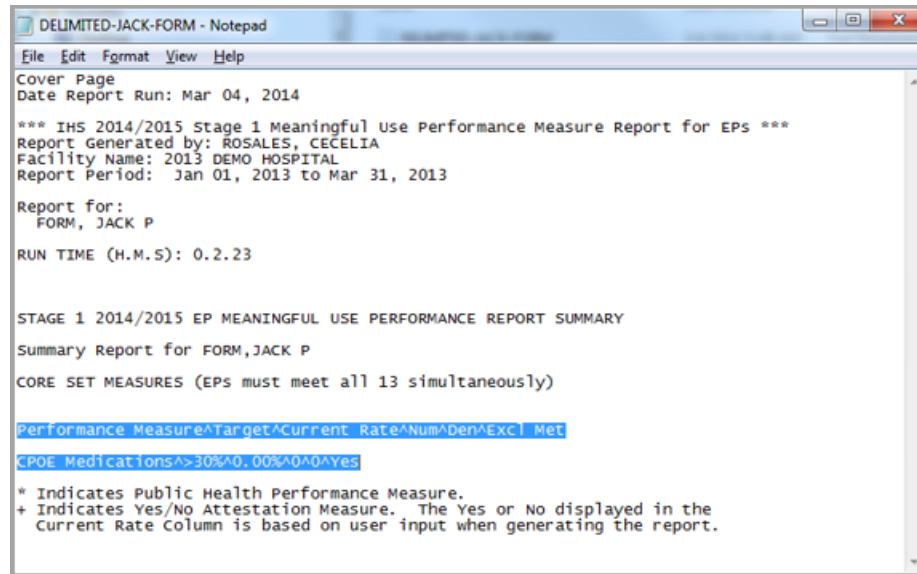 DELIMITED-JACK-FORM - Notepad
File Edit Format View Help
Cover Page
Date Report Run: Mar 04, 2014
*** IHS 2014/2015 Stage 1 Meaningful Use Performance Measure Report for EPs ***
Report Generated by: ROSALES, CECELIA
Facility Name: 2013 DEMO HOSPITAL
Report Period:  Jan 01, 2013 to Mar 31, 2013
Report for:
FORM, JACK P
RUN TIME (H.M.S): 0.2.23
STAGE 1 2014/2015 EP MEANINGFUL USE PERFORMANCE REPORT SUMMARY
Summary Report for FORM,JACK P
CORE SET MEASURES (EPs must meet all 13 simultaneously)
Performance Measure^Target^Current Rate^Num^Den^Excl Met
CPOE Medications^>30%^0.00%^0^0^Yes
* Indicates Public Health Performance Measure.
+ Indicates Yes/No Attestation Measure.  The Yes or No displayed in the
Current Rate Column is based on user input when generating the report.